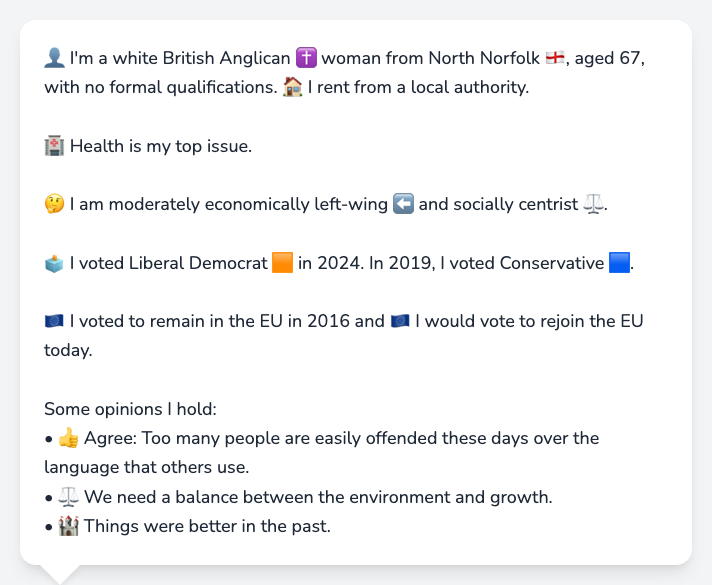 👤 I'm a white British Anglican ✝️ woman from North Norfolk 🏴󠁧󠁢󠁥󠁮󠁧󠁿, aged 67,
with no formal qualifications. 🏠 I rent from a local authority.
🏥 Health is my top issue.
🤔 I am moderately economically left-wing ⬅️ and socially centrist ⚖️.
🗳️ I voted Liberal Democrat 🟧 in 2024. In 2019, I voted Conservative 🟦.
🇪🇺 I voted to remain in the EU in 2016 and 🇪🇺 I would vote to rejoin the EU
today.
Some opinions I hold:
• 👍 Agree: Too many people are easily offended these days over the
language that others use.
• ⚖️ We need a balance between the environment and growth.
• 🏰 Things were better in the past.